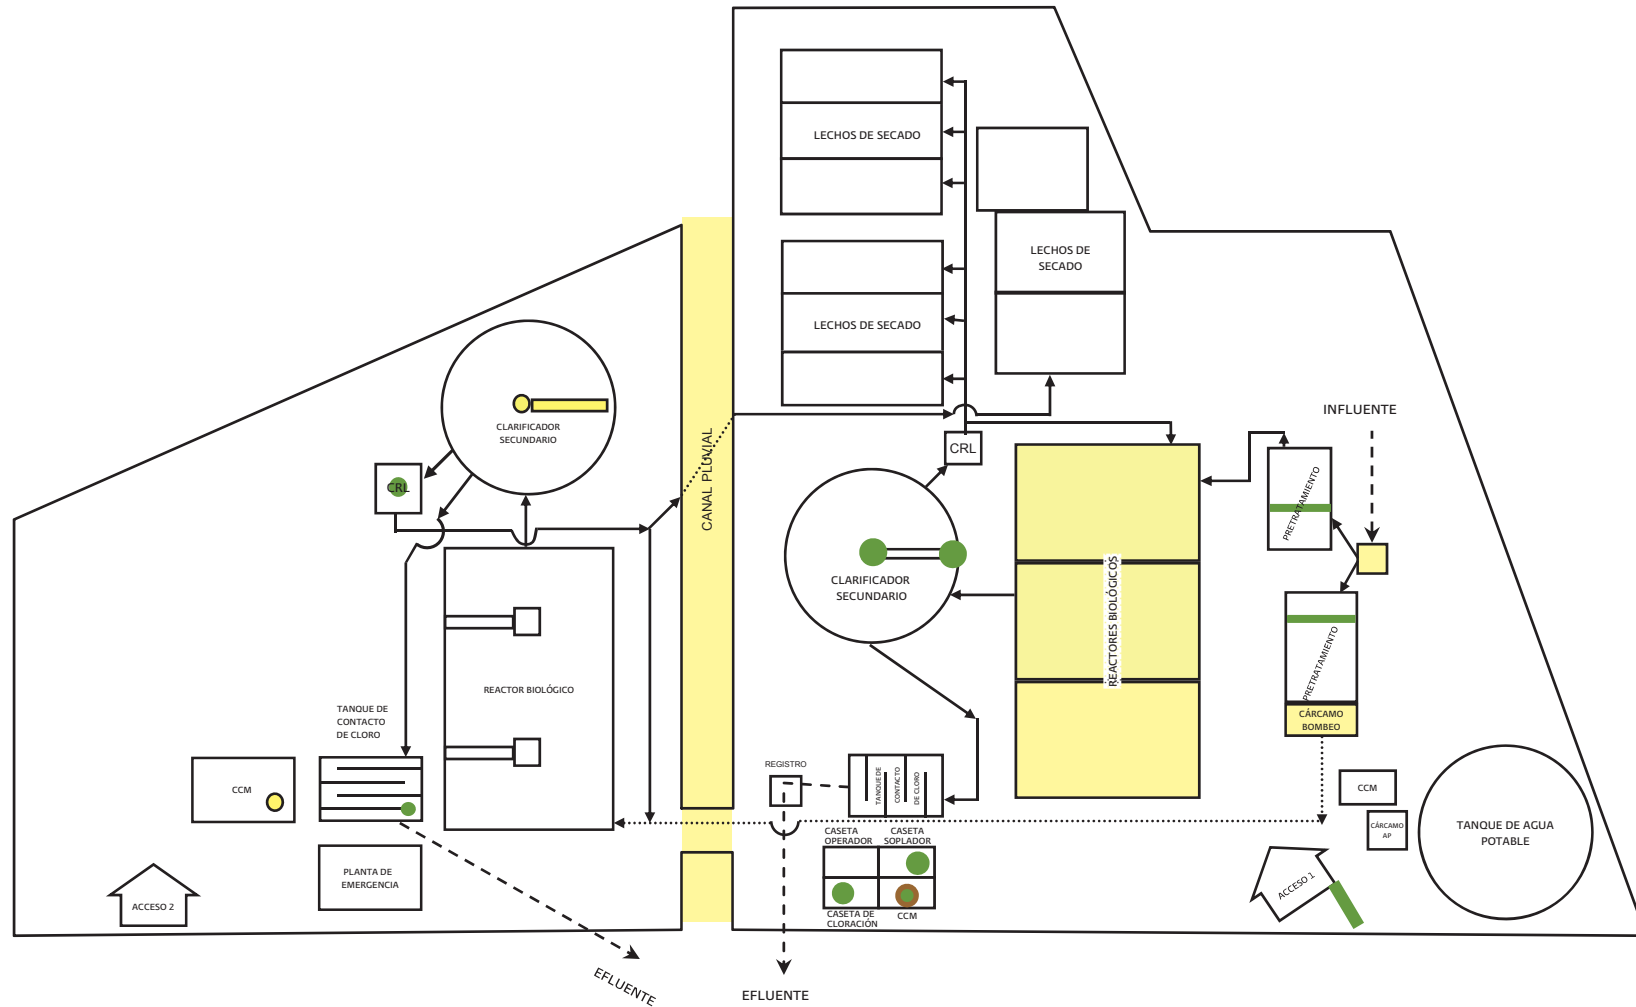 LECHOS DE SECADO
LECHOS DE
SECADO
LECHOS DE SECADO
INFLUENTE
CLARIFICADOR
SECUNDARIO
CANAL PLUVIAL
CRL
CRL
PRETRATAMIENTO
CLARIFICADOR
SECUNDARIO
REACTORES BIOLÓGICOS
PRETRATAMIENTO
REACTOR BIOLÓGICO
TANQUE DE
CONTACTO
DE CLORO
CÁRCAMO
BOMBEO
REGISTRO
TANQUE DE
CONTACTO
DE CLORO
CCM
CCM
CÁRCAMO
AP
TANQUE DE AGUA
POTABLE
CASETA
OPERADOR
CASETA
SOPLADOR
PLANTA DE
EMERGENCIA
ACCESO 2
ACCESO 1
CASETA DE
CLORACIÓN
CCM
EFLUENTE
EFLUENTE